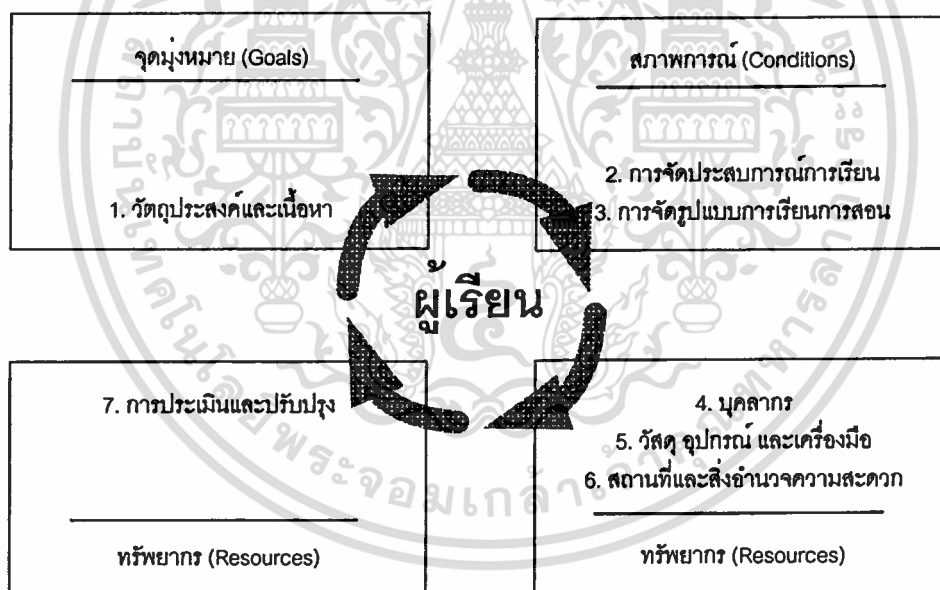 จุดมุ่งหมาย (Goals)
1. วัตถุประสงค์และเนื้อหา
สภาพการณ์ (Conditions)
2. การจัดประสบการณ์การเรียน
3. การจัดรูปแบบการเรียนการสอน
ผู้เรียน
7. การประเมินและปรับปรุง
ทรัพยากร (Resources)
4. บุคลากร
5. วัสดุ อุปกรณ์ และเครื่องมือ
6. สถานที่และสิ่งอำนวจความสะดวก
ทรัพยากร (Resources)